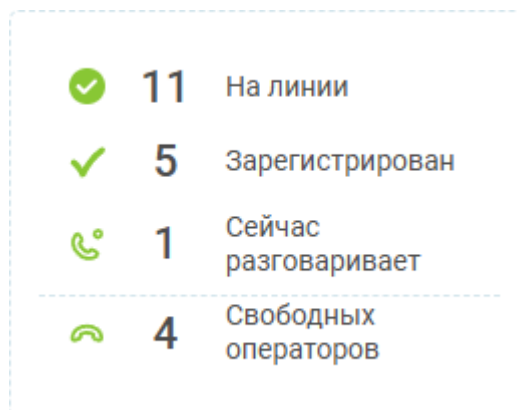 11 На линии
5 Зарегистрирован
1 Сейчас
разговаривает
4 Свободных
операторов